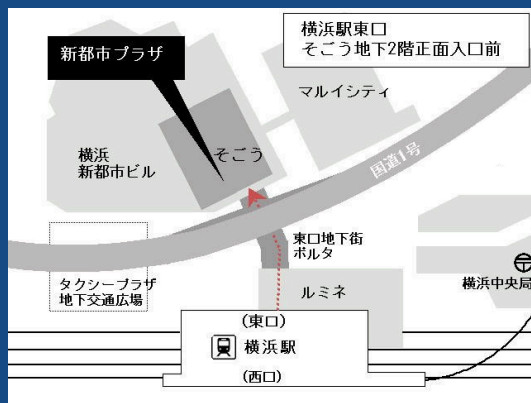 横浜駅東口
そごう地下2階正面入口前
新都市プラザ
マルイシティ
そごう
横浜
新都市ビル
国道1号
東口地下街
ポルタ
タクシープラザ
地下交通広場
ルミネ
横浜中央局
(東口)
横浜駅
(西口)